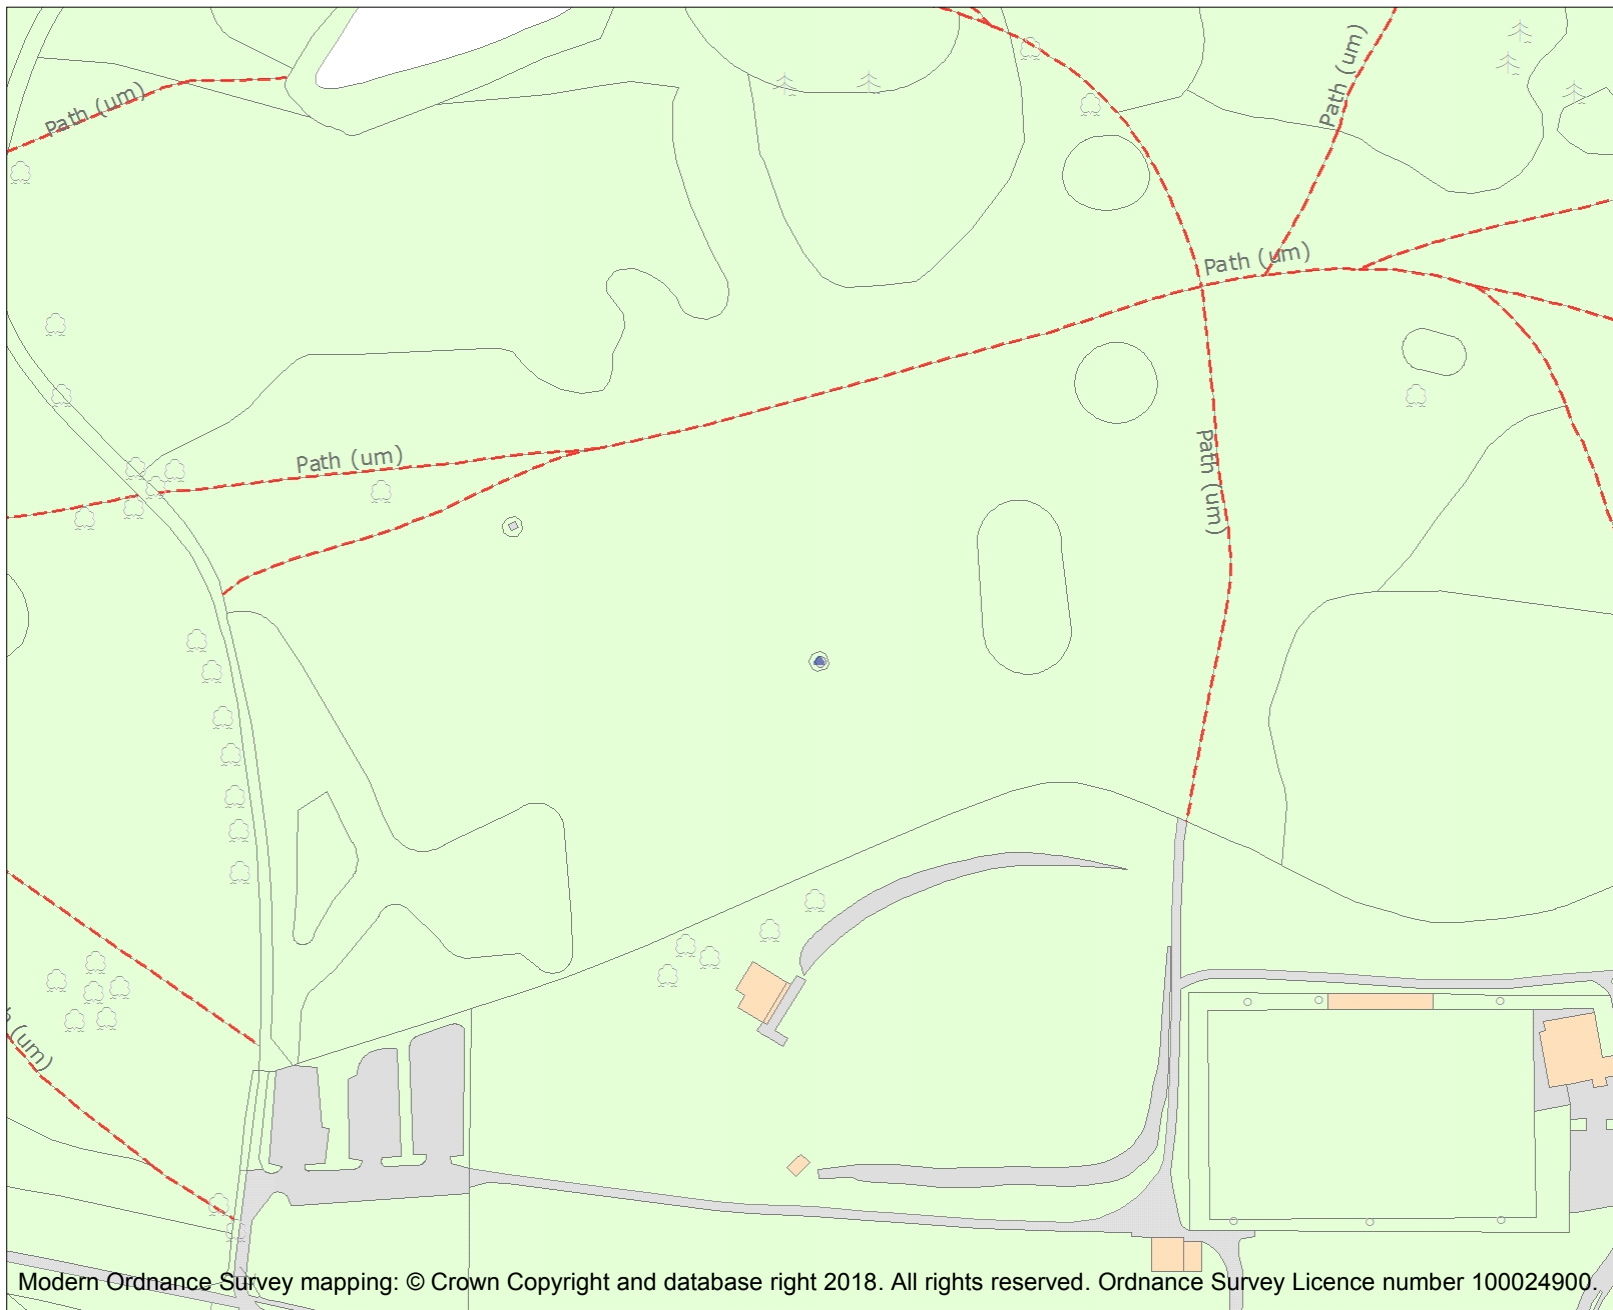 Path (um)
Path (um)
Path (um)
Path (um)
Path (um)
(um)
Modern Ordnance Survey mapping: © Crown Copyright and database right 2018. All rights reserved. Ordnance Survey Licence number 100024900.